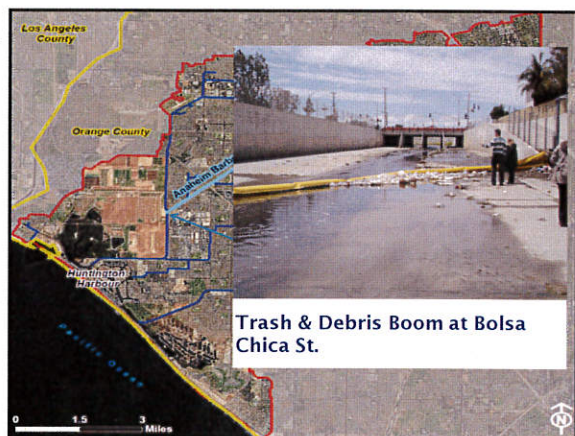 Los Angeles
County
Orange County
Anaheim Barb
Huntington
Harbour
Pacific Ocean
Trash & Debris Boom at Bolsa
Chica St.
0 1.5 3
Miles
N